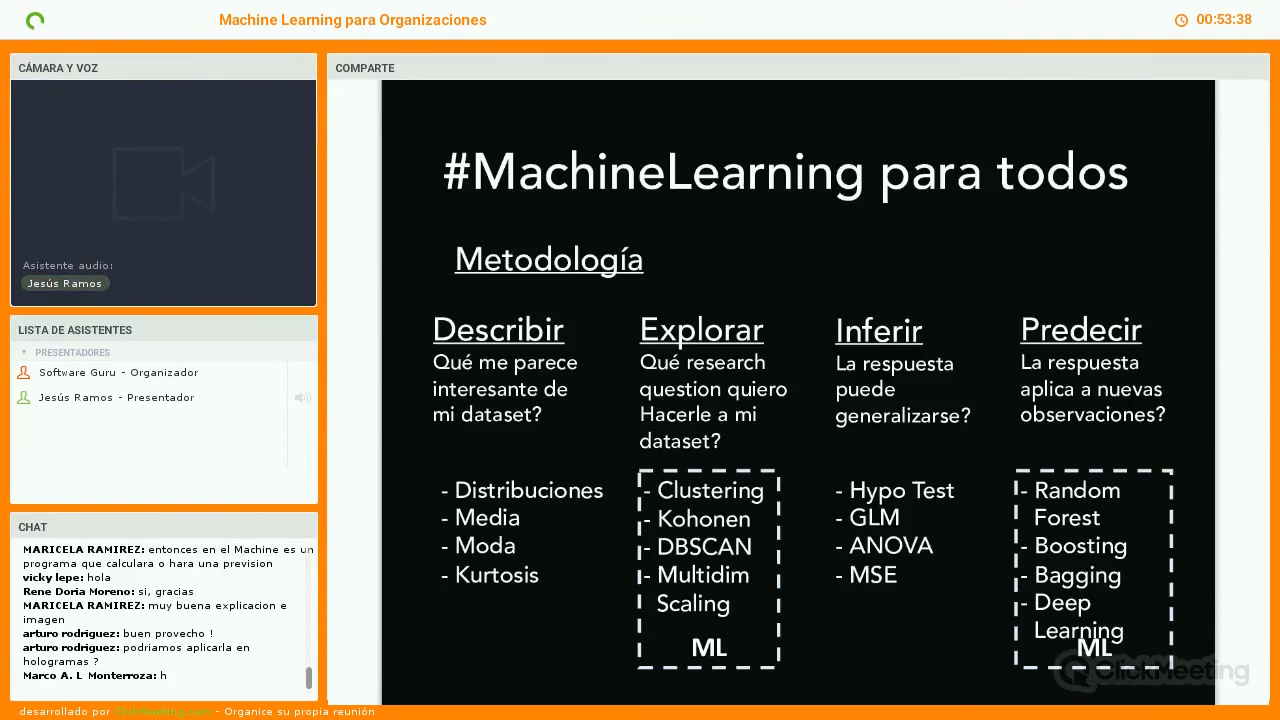 Machine Learning para Organizaciones
00:53:38
CÁMARA Y VOZ
Asistente audio:
Jesús Ramos
LISTA DE ASISTENTES
PRESENTADORES
Software Guru - Organizador
Jesús Ramos - Presentador
CHAT
MARICELA RAMIREZ: entonces en el Machine es un
programa que calculara o hara una prevision
vicky lepe: hola
Rene Doria Moreno: si, gracias
MARICELA RAMIREZ: muy buena explicacion e
imagen
arturo rodriguez: buen provecho !
arturo rodriguez: podriamos aplicarla en
hologramas ?
Marco A. L Monterroza: h
COMPARTE
#MachineLearning para todos
Metodología
Describir
Qué me parece
interesante de
mi dataset?
- Distribuciones
- Media
- Moda
- Kurtosis
Explorar
Qué research
question quiero
Hacerle a mi
dataset?
- Clustering
- Kohonen
- DBSCAN
- Multidim
Scaling
ML
Inferir
La respuesta
puede
generalizarse?
- Hypo Test
- GLM
- ANOVA
- MSE
Predecir
La respuesta
aplica a nuevas
observaciones?
- Random
Forest
- Boosting
- Bagging
- Deep
Learning
ML
ClickMeeting
desarrollado por ClickMeeting.com - Organice su propia reunión